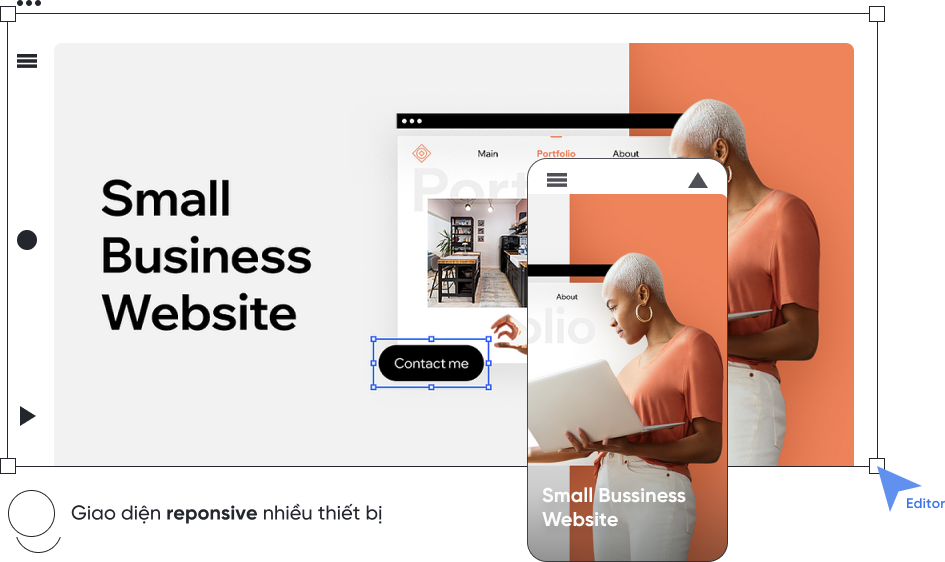 Main
Portfolio
About
Portfolio
Small
Business
Website
About
Contact me
Small Bussiness
Website
Editor
Giao diện reponsive nhiều thiết bị